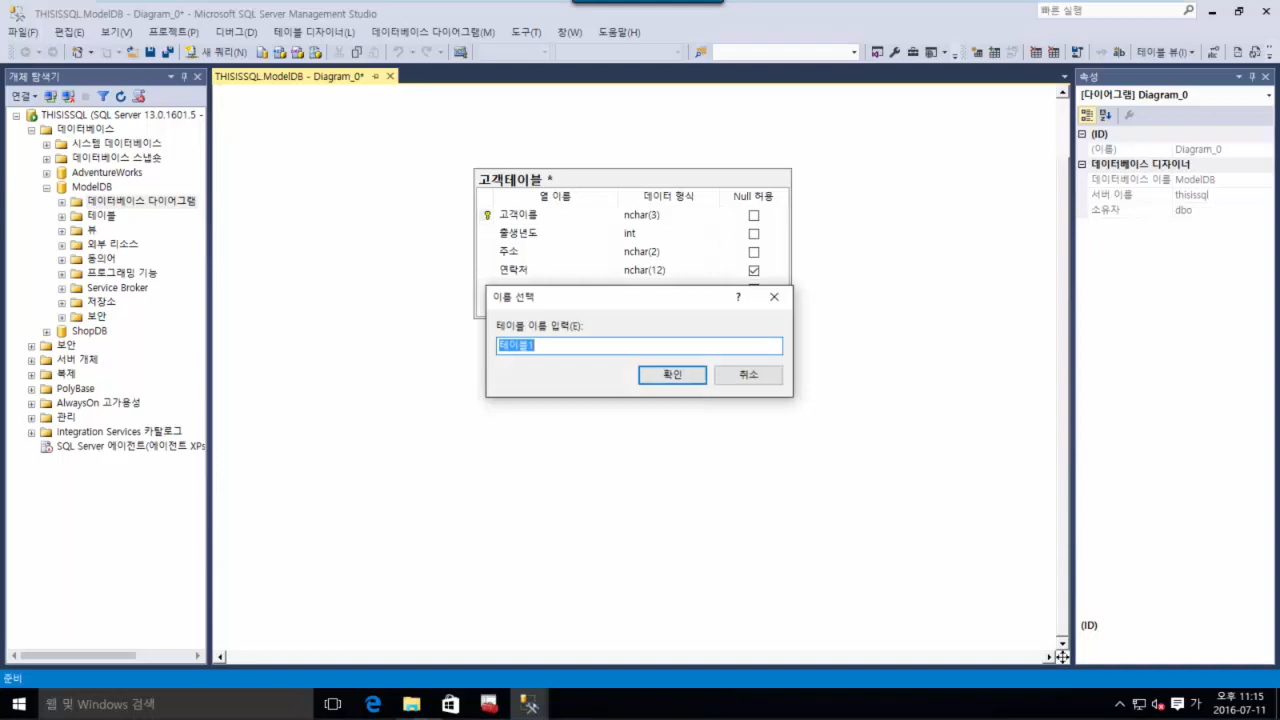 THISISSQL.ModelDB - Diagram_0* - Microsoft SQL Server Management Studio
빠른 실행
파일(F) 편집(E) 보기(V) 프로젝트(P) 디버그(D) 테이블 디자이너(L) 데이터베이스 다이어그램(M) 도구(T) 창(W) 도움말(H)
새 쿼리(N) 테이블 뷰(I)
개체 탐색기
연결
THISISSQL (SQL Server 13.0.1601.5 -
데이터베이스
시스템 데이터베이스
데이터베이스 스냅숏
AdventureWorks
ModelDB
데이터베이스 다이어그램
테이블
뷰
외부 리소스
동의어
프로그래밍 기능
Service Broker
저장소
보안
ShopDB
보안
서버 개체
복제
PolyBase
AlwaysOn 고가용성
관리
Integration Services 카탈로그
SQL Server 에이전트(에이전트 XPs
THISISSQL.ModelDB - Diagram_0*
고객테이블 *
열 이름 데이터 형식 Null 허용
고객이름 nchar(3)
출생년도 int
주소 nchar(2)
연락처 nchar(12)
이름 선택
테이블 이름 입력(E):
테이블1
확인 취소
속성
[다이어그램] Diagram_0
(ID)
(이름) Diagram_0
데이터베이스 디자이너
데이터베이스 이름 ModelDB
서버 이름 thisissql
소유자 dbo
(ID)
준비
웹 및 Windows 검색
가
오후 11:15
2016-07-11